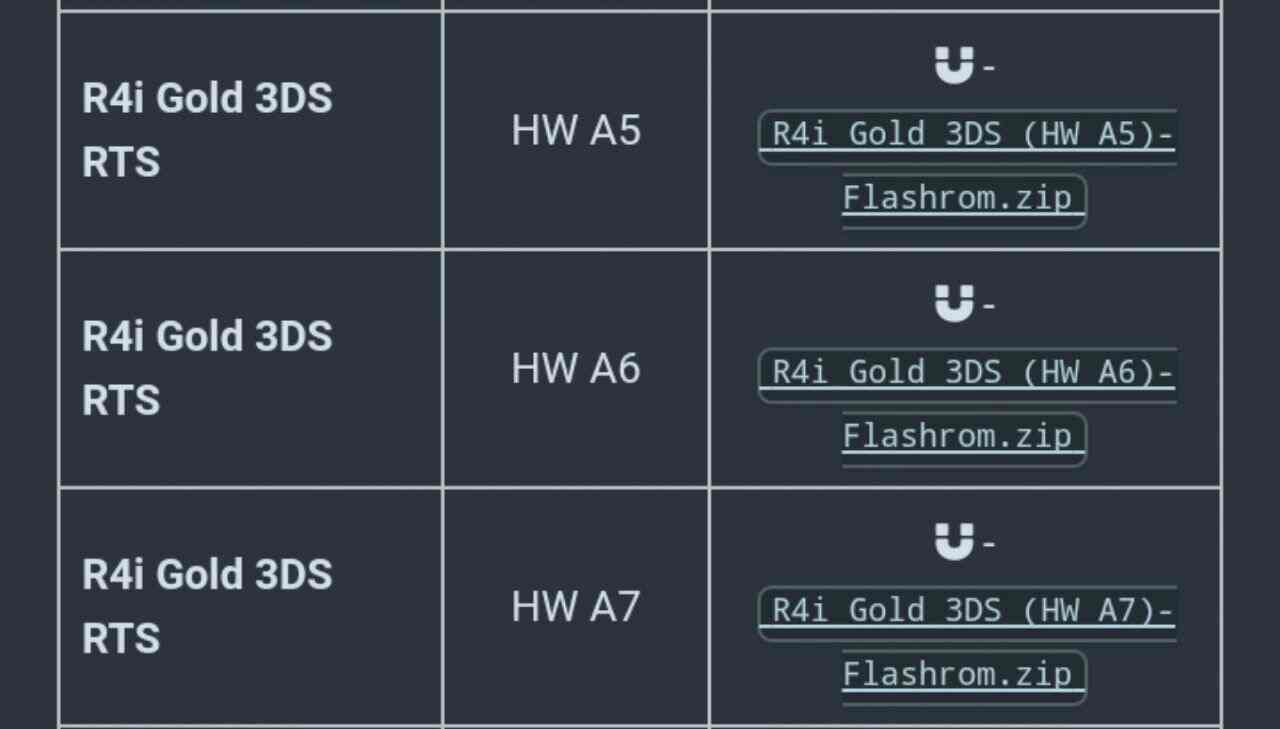 R4i Gold 3DS
RTS
HW A5
-
R4i Gold 3DS (HW A5)-
Flashrom.zip
R4i Gold 3DS
RTS
HW A6
-
R4i Gold 3DS (HW A6)-
Flashrom.zip
R4i Gold 3DS
RTS
HW A7
-
R4i Gold 3DS (HW A7)-
Flashrom.zip